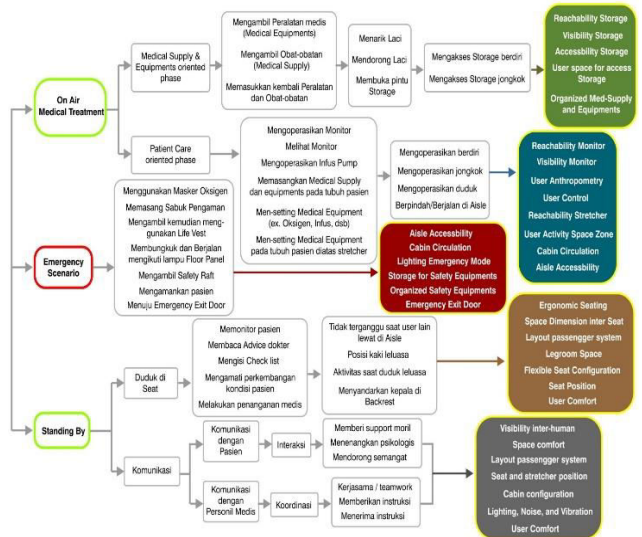 On Air
Medical Treatment
Medical Supply &
Equipments oriented
phase
Mengambil Peralatan medis
(Medical Equipments)
Mengambil Obat-obatan
(Medical Supply)
Memasukkan kembali Peralatan
dan Obat-obatan
Menarik Laci
Mendorong Laci
Membuka pintu
Storage
Mengakses Storage berdiri
Mengakses Storage jongkok
Reachability Storage
Visibility Storage
Accessbility Storage
User space for access
Storage
Organized Med-Supply
and Equipments
Patient Care
oriented phase
Mengoperasikan Monitor
Melihat Monitor
Mengoperasikan Infus Pump
Memasangkan Medical Supply
dan equipments pada tubuh pasien
Men-setting Medical Equipment
(ex. Oksigen, Infus, dsb)
Men-setting Medical Equipment
pada tubuh pasien diatas stretcher
Mengoperasikan berdiri
Mengoperasikan jongkok
Mengoperasikan duduk
Berpindah/Berjalan di Aisle
Reachability Monitor
Visibility Monitor
User Anthropometry
User Control
Reachability Stretcher
User Activity Space Zone
Cabin Circulation
Aisle Accessbility
Emergency
Scenario
Menggunakan Masker Oksigen
Memasang Sabuk Pengaman
Mengambil kemudian meng-
gunakan Life Vest
Membungkuk dan Berjalan
mengikuti lampu Floor Panel
Mengambil Safety Raft
Mengamankan pasien
Menuju Emergency Exit Door
Aisle Accessbility
Cabin Circulation
Lighting Emergency Mode
Storage for Safety Equipments
Organized Safety Equipments
Emergency Exit Door
Standing By
Duduk di
Seat
Memonitor pasien
Membaca Advice dokter
Mengisi Check list
Mengamati perkembangan
kondisi pasien
Melakukan penanganan medis
Tidak terganggu saat user lain
lewat di Aisle
Posisi kaki leluasa
Aktivitas saat duduk leluasa
Menyandarkan kepala di
Backrest
Ergonomic Seating
Space Dimension inter Seat
Layout passenger system
Legroom Space
Flexible Seat Configuration
Seat Position
User Comfort
Komunikasi
Komunikasi
dengan
Pasien
Interaksi
Memberi support moril
Menenangkan psikologis
Mendorong semangat
Komunikasi
dengan
Personil Medis
Koordinasi
Kerjasama / teamwork
Memberikan instruksi
Menerima instruksi
Visibility inter-human
Space comfort
Layout passengger system
Seat and stretcher position
Cabin configuration
Lighting, Noise, and Vibration
User Comfort